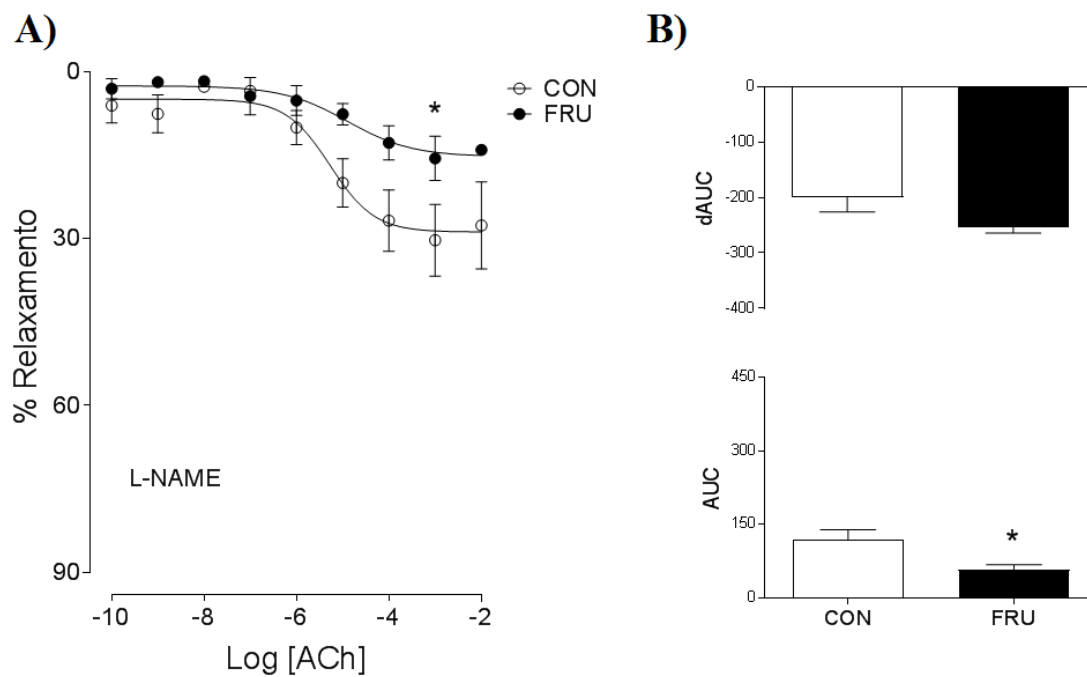 A)
0
30
60
90
% Relaxamento
CON
FRU
*
L-NAME
-10
-8
-6
-4
-2
Log [ACh]
B)
0
-100
-200
-300
-400
dAUC
450
300
150
0
AUC
*
CON
FRU